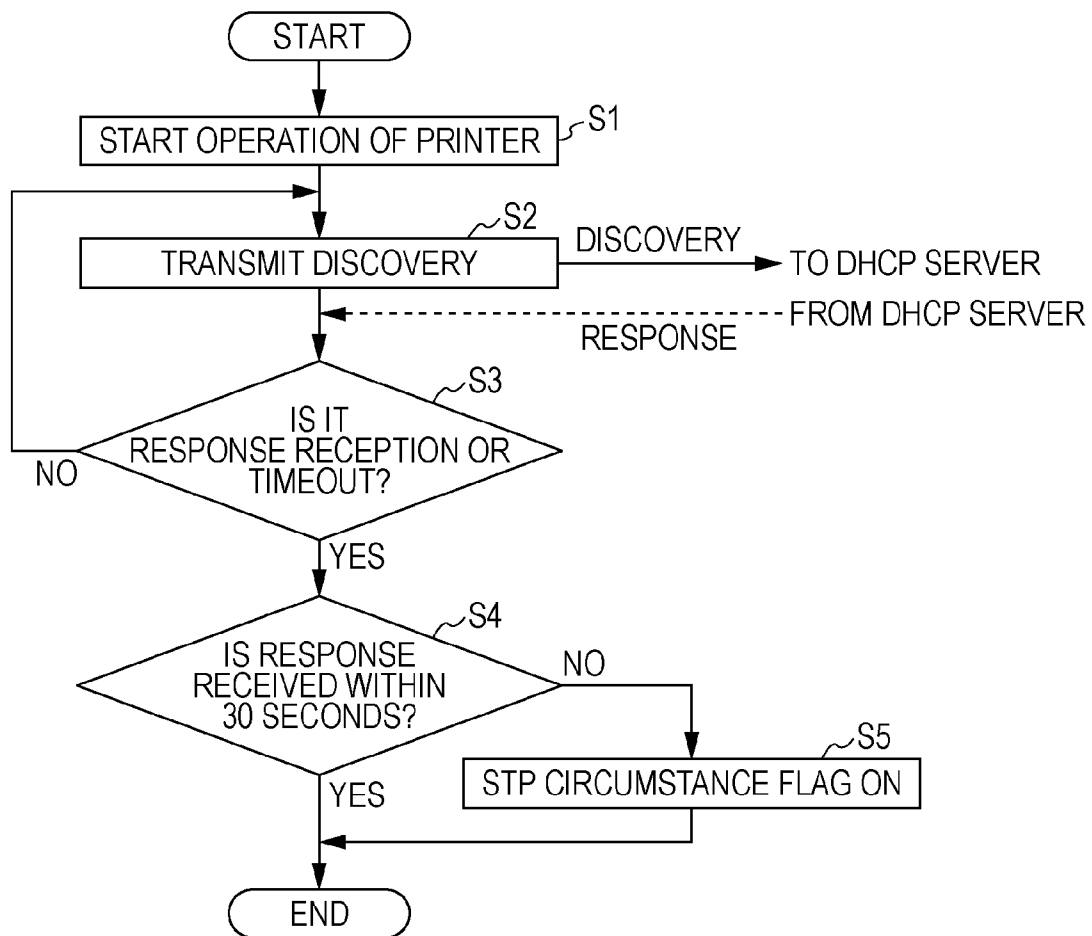 START
START OPERATION OF PRINTER
S1
S2
TRANSMIT DISCOVERY
DISCOVERY
TO DHCP SERVER
FROM DHCP SERVER
RESPONSE
S3
IS IT
RESPONSE RECEPTION OR
TIMEOUT?
NO
YES
S4
IS RESPONSE
RECEIVED WITHIN
30 SECONDS?
NO
S5
STP CIRCUMSTANCE FLAG ON
YES
END